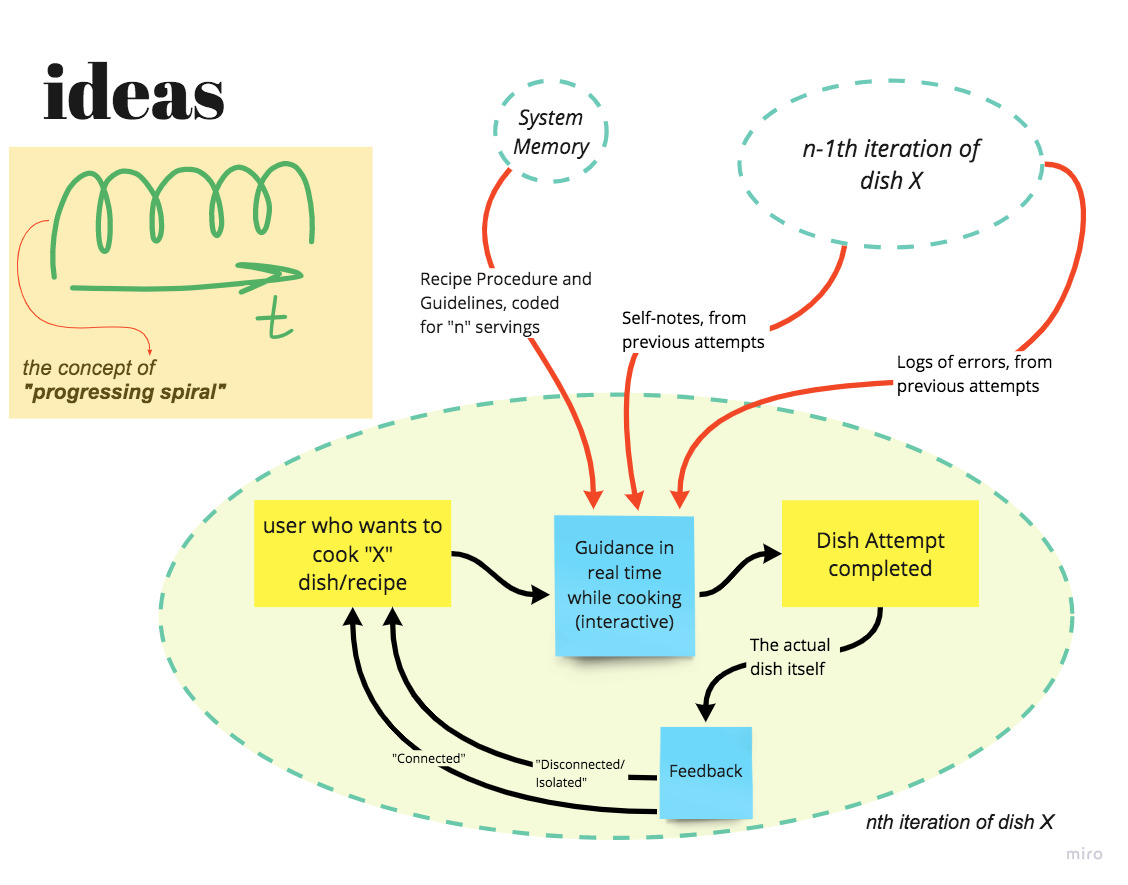 ideas
System
Memory
n-1th iteration of
dish X
t
the concept of
"progressing spiral"
Recipe Procedure and
Guidelines, coded
for "n" servings
Self-notes, from
previous attempts
Logs of errors, from
previous attempts
user who wants to
cook "X"
dish/recipe
Guidance in
real time
while cooking
(interactive)
Dish Attempt
completed
The actual
dish itself
"Connected"
"Disconnected/
Isolated"
Feedback
nth iteration of dish X
miro